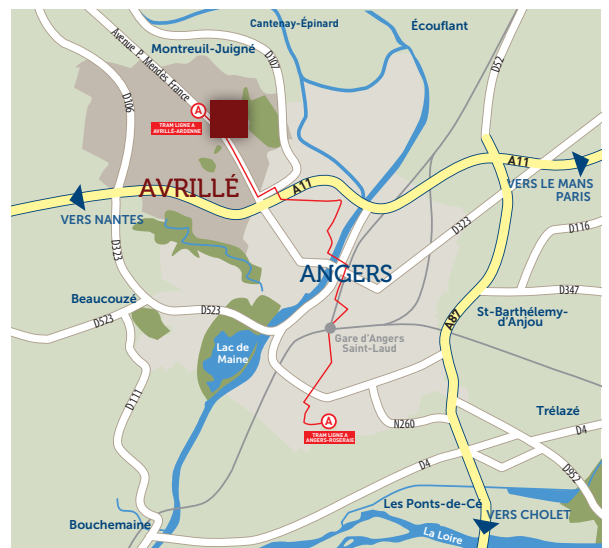 Cantenay-Épinard
Écouflant
Avenue P. Mendès France
Montreuil-Juigné
D107
D52
D106
A
TRAM LIGNE A
AVRILLÉ-ARDENNE
A11
AVRILLÉ
A11
VERS LE MANS
PARIS
VERS NANTES
D323
D116
D323
ANGERS
D347
Beaucouzé
D523
D523
A87
St-Barthélemy-
d'Anjou
Gare d'Angers
Saint-Laud
Lac de
Maine
D111
Trélazé
A
N260
D4
TRAM LIGNE A
ANGERS-ROSERAIE
D4
D952
Les Ponts-de-Cé
VERS CHOLET
Bouchemaine
La Loire